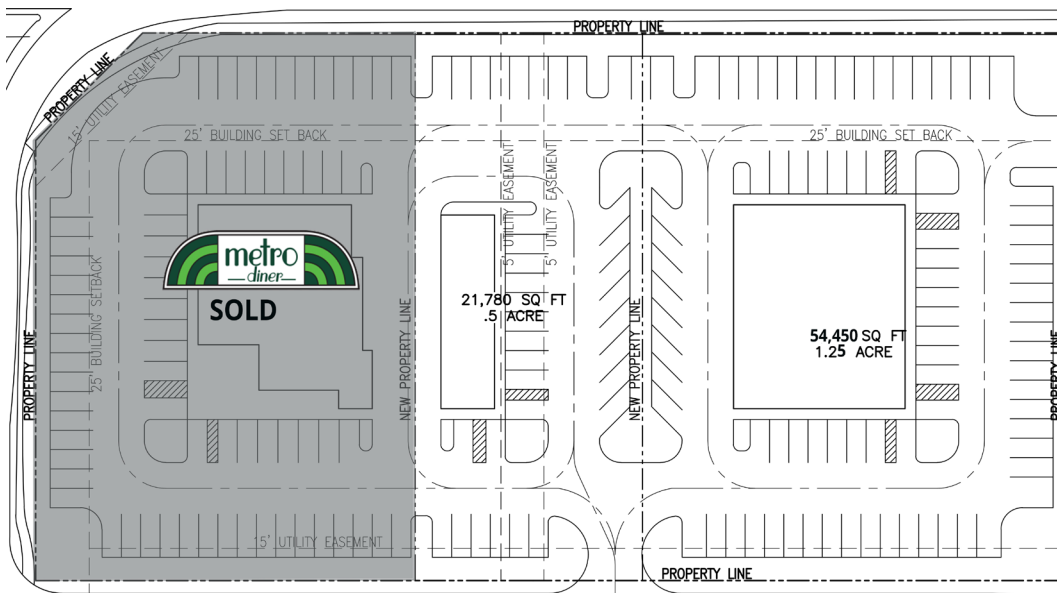 PROPERTY LINE
PROPERTY LINE
15' UTILITY EASEMENT
25' BUILDING SET BACK
25' BUILDING SET BACK
5' UTILITY EASEMENT
5' UTILITY EASEMENT
metro
diner
SOLD
25' BUILDING SETBACK
21,780 SQ FT
.5 ACRE
54,450 SQ FT
1.25 ACRE
PROPERTY LINE
NEW PROPERTY LINE
NEW PROPERTY LINE
PROPERTY LINE
15' UTILITY EASEMENT
PROPERTY LINE